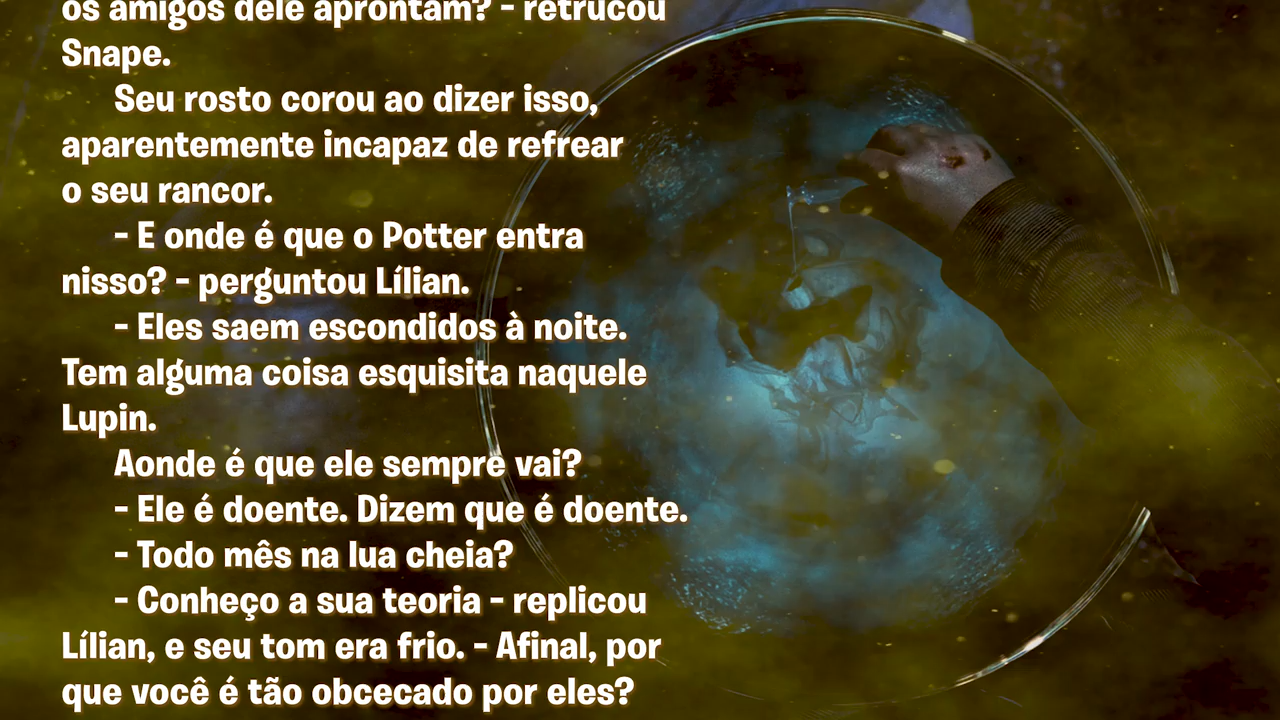 os amigos dele aprontam? - retrucou
Snape.
Seu rosto corou ao dizer isso,
aparentemente incapaz de refrear
o seu rancor.
- E onde é que o Potter entra
nisso? - perguntou Lílian.
- Eles saem escondidos à noite.
Tem alguma coisa esquisita naquele
Lupin.
Aonde é que ele sempre vai?
- Ele é doente. Dizem que é doente.
- Todo mês na lua cheia?
- Conheço a sua teoria - replicou
Lílian, e seu tom era frio. - Afinal, por
que você é tão obcecado por eles?